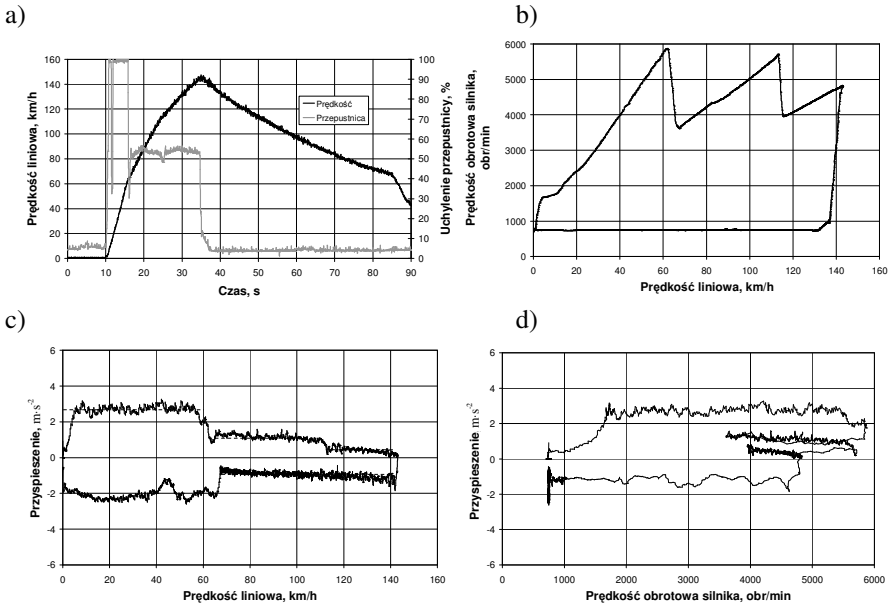 a)
160
140
120
100
80
60
40
20
0
Prędkość liniowa, km/h
Prędkość
Przepustnica
100
90
80
70
60
50
40
30
20
10
0
Uchylenie przepustnicy, %
0 10 20 30 40 50 60 70 80 90
Czas, s
b)
6000
5000
4000
3000
2000
1000
0
Prędkość obrotowa silnika,
obr/min
0 20 40 60 80 100 120 140 160
Prędkość liniowa, km/h
c)
6
4
2
0
-2
-4
-6
Przyspieszenie, m·s⁻²
0 20 40 60 80 100 120 140 160
Prędkość liniowa, km/h
d)
6
4
2
0
-2
-4
-6
Przyspieszenie m·s⁻²
0 1000 2000 3000 4000 5000 6000
Prędkość obrotowa silnika, obr/min